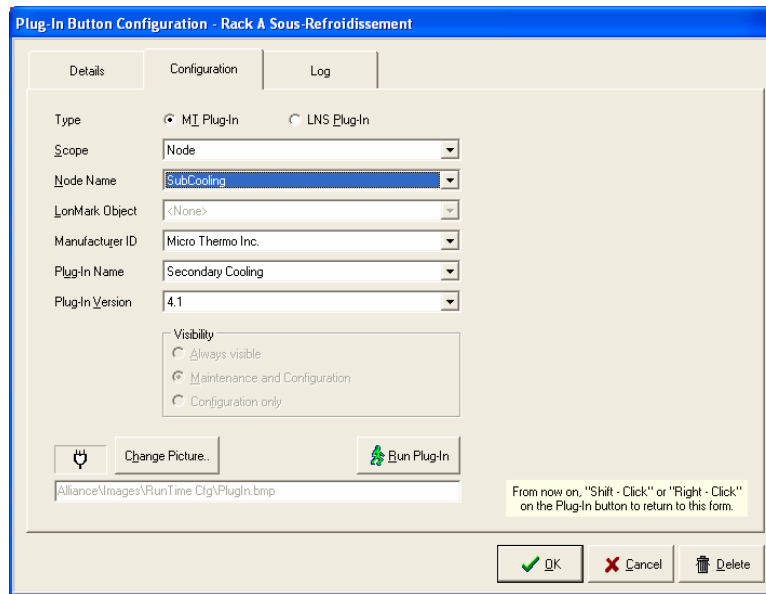 Plug-In Button Configuration - Rack A Sous-Refroidissement
Details Configuration Log
Type MT Plug-In LNS Plug-In
Scope Node
Node Name SubCooling
LonMark Object <None>
Manufacturer ID Micro Thermo Inc.
Plug-In Name Secondary Cooling
Plug-In Version 4.1
Visibility
Always visible
Maintenance and Configuration
Configuration only
Change Picture.. Run Plug-In
Alliance\Images\RunTime Cfg\PlugIn.bmp
From now on, "Shift - Click" or "Right - Click"
on the Plug-In button to return to this form.
OK Cancel Delete